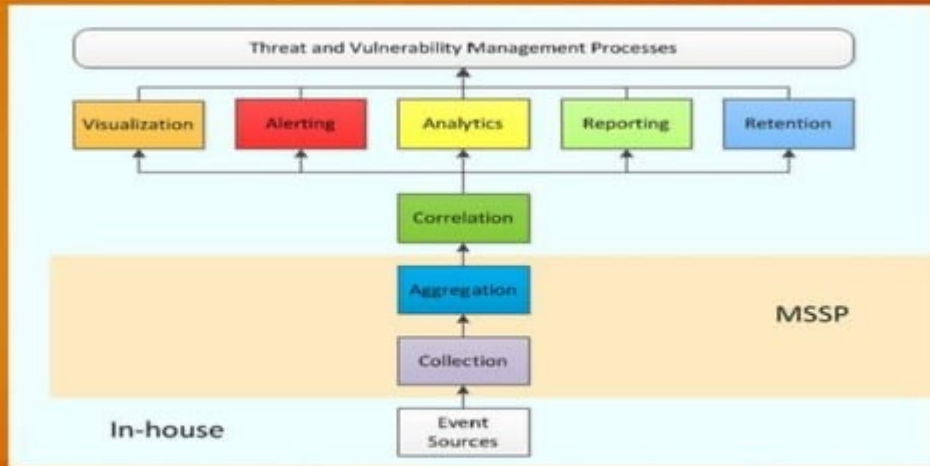 Threat and Vulnerability Management Processes
Visualization
Alerting
Analytics
Reporting
Retention
Correlation
Aggregation
MSSP
Collection
In-house
Event
Sources